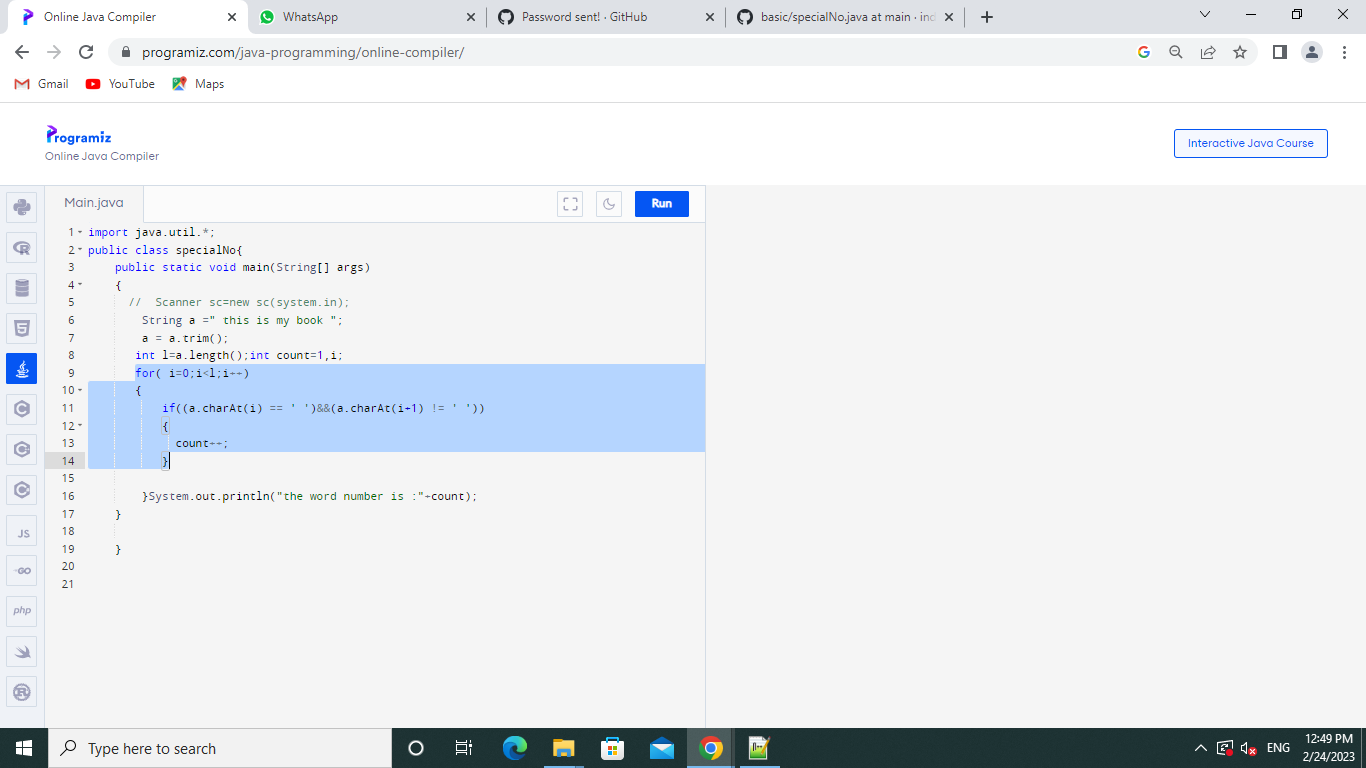 Online Java Compiler
WhatsApp
Password sent! · GitHub
basic/specialNo.java at main · ind
programiz.com/java-programming/online-compiler/
Gmail YouTube Maps
Programiz
Online Java Compiler
Interactive Java Course
Main.java
Run
1 import java.util.*;
2 public class specialNo{
3 public static void main(String[] args)
4 {
5 // Scanner sc=new sc(system.in);
6 String a =" this is my book ";
7 a = a.trim();
8 int l=a.length();int count=1,i;
9 for( i=0;i<l;i++)
10 {
11 if((a.charAt(i) == ' ')&&(a.charAt(i+1) != ' '))
12 {
13 count++;
14 }
15
16 }System.out.println("the word number is :"+count);
17 }
18
19 }
20
21
JS
GO
php
Type here to search
ENG
12:49 PM
2/24/2023